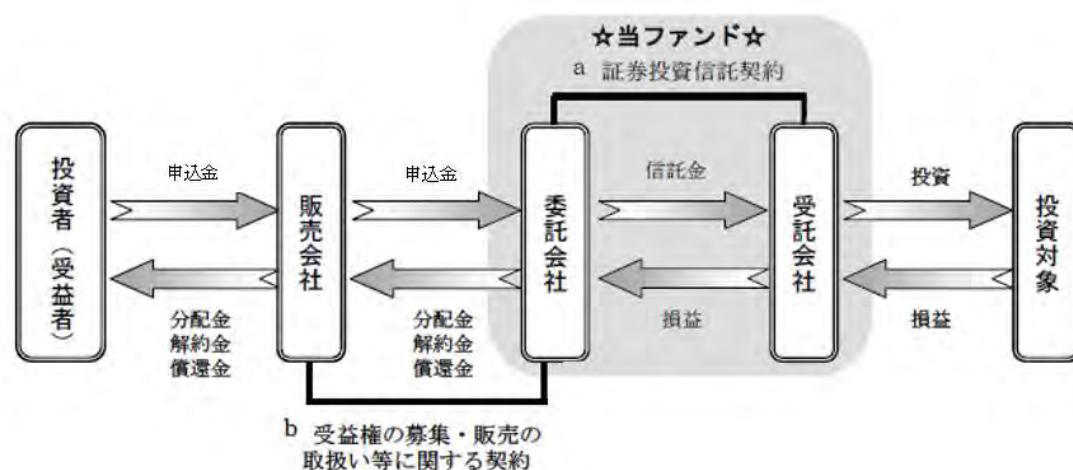 ☆当ファンド☆
a 証券投資信託契約
投資者（受益者）
申込金
分配金
解約金
償還金
販売会社
申込金
分配金
解約金
償還金
委託会社
信託金
損益
受託会社
投資
損益
投資対象
b 受益権の募集・販売の
取扱い等に関する契約